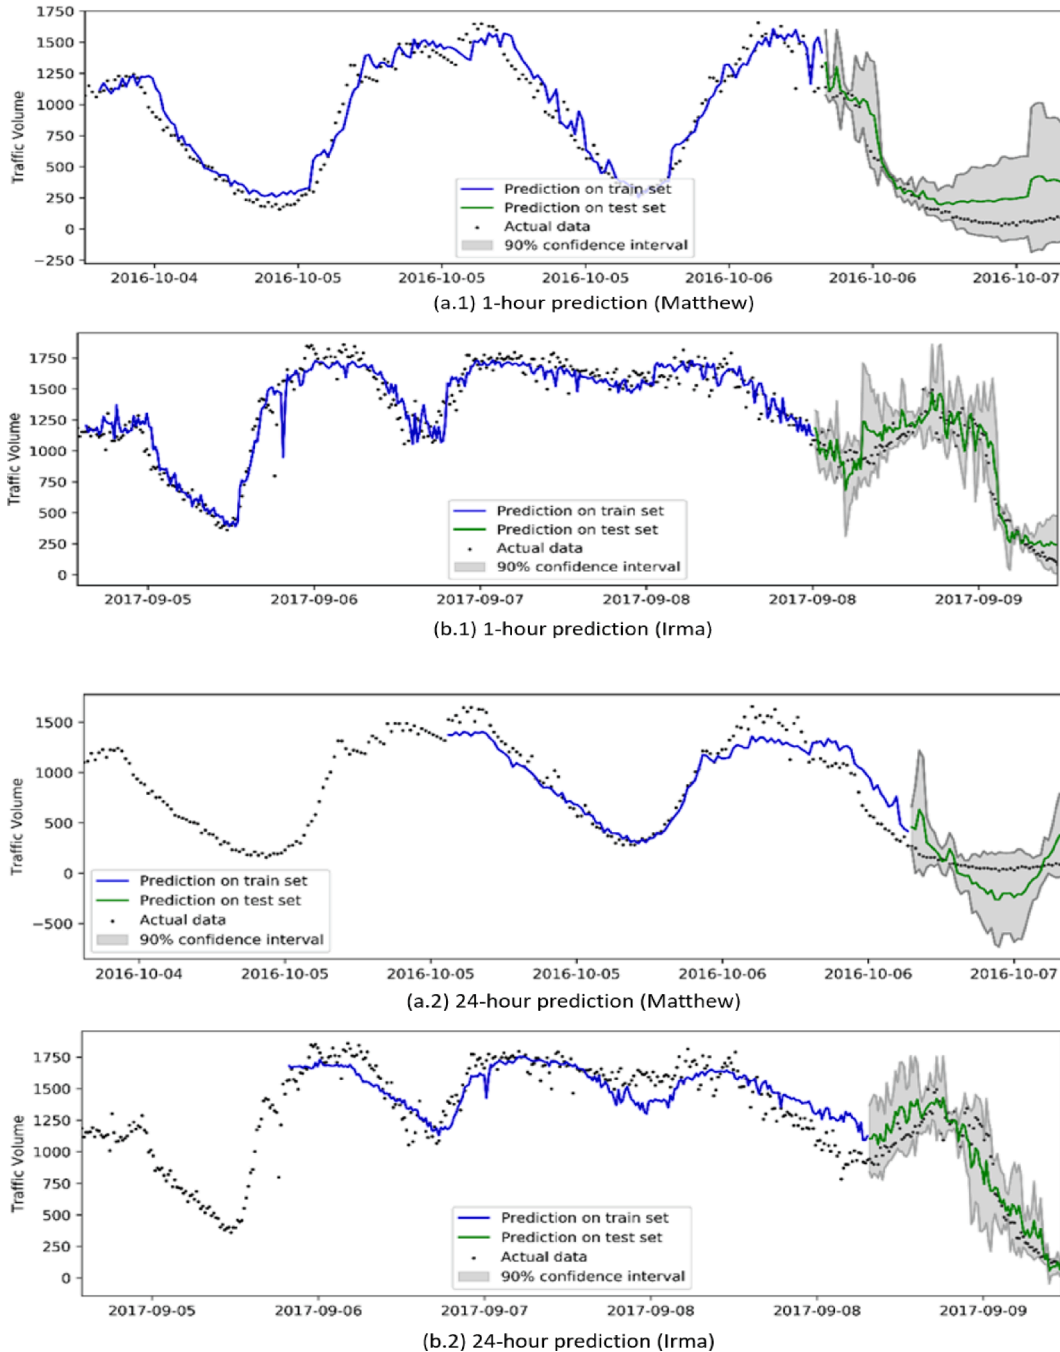 1750
1500
1250
1000
750
500
250
0
−250
Traffic Volume
Prediction on train set
Prediction on test set
Actual data
90% confidence interval
2016-10-04 2016-10-05 2016-10-05 2016-10-05 2016-10-06 2016-10-06 2016-10-07
(a.1) 1-hour prediction (Matthew)
1750
1500
1250
1000
750
500
250
0
Traffic Volume
Prediction on train set
Prediction on test set
Actual data
90% confidence interval
2017-09-05 2017-09-06 2017-09-07 2017-09-08 2017-09-08 2017-09-09
(b.1) 1-hour prediction (Irma)
1500
1000
500
0
−500
Traffic Volume
Prediction on train set
Prediction on test set
Actual data
90% confidence interval
2016-10-04 2016-10-05 2016-10-05 2016-10-05 2016-10-06 2016-10-06 2016-10-07
(a.2) 24-hour prediction (Matthew)
1750
1500
1250
1000
750
500
250
0
Traffic Volume
Prediction on train set
Prediction on test set
Actual data
90% confidence interval
2017-09-05 2017-09-06 2017-09-07 2017-09-08 2017-09-08 2017-09-09
(b.2) 24-hour prediction (Irma)